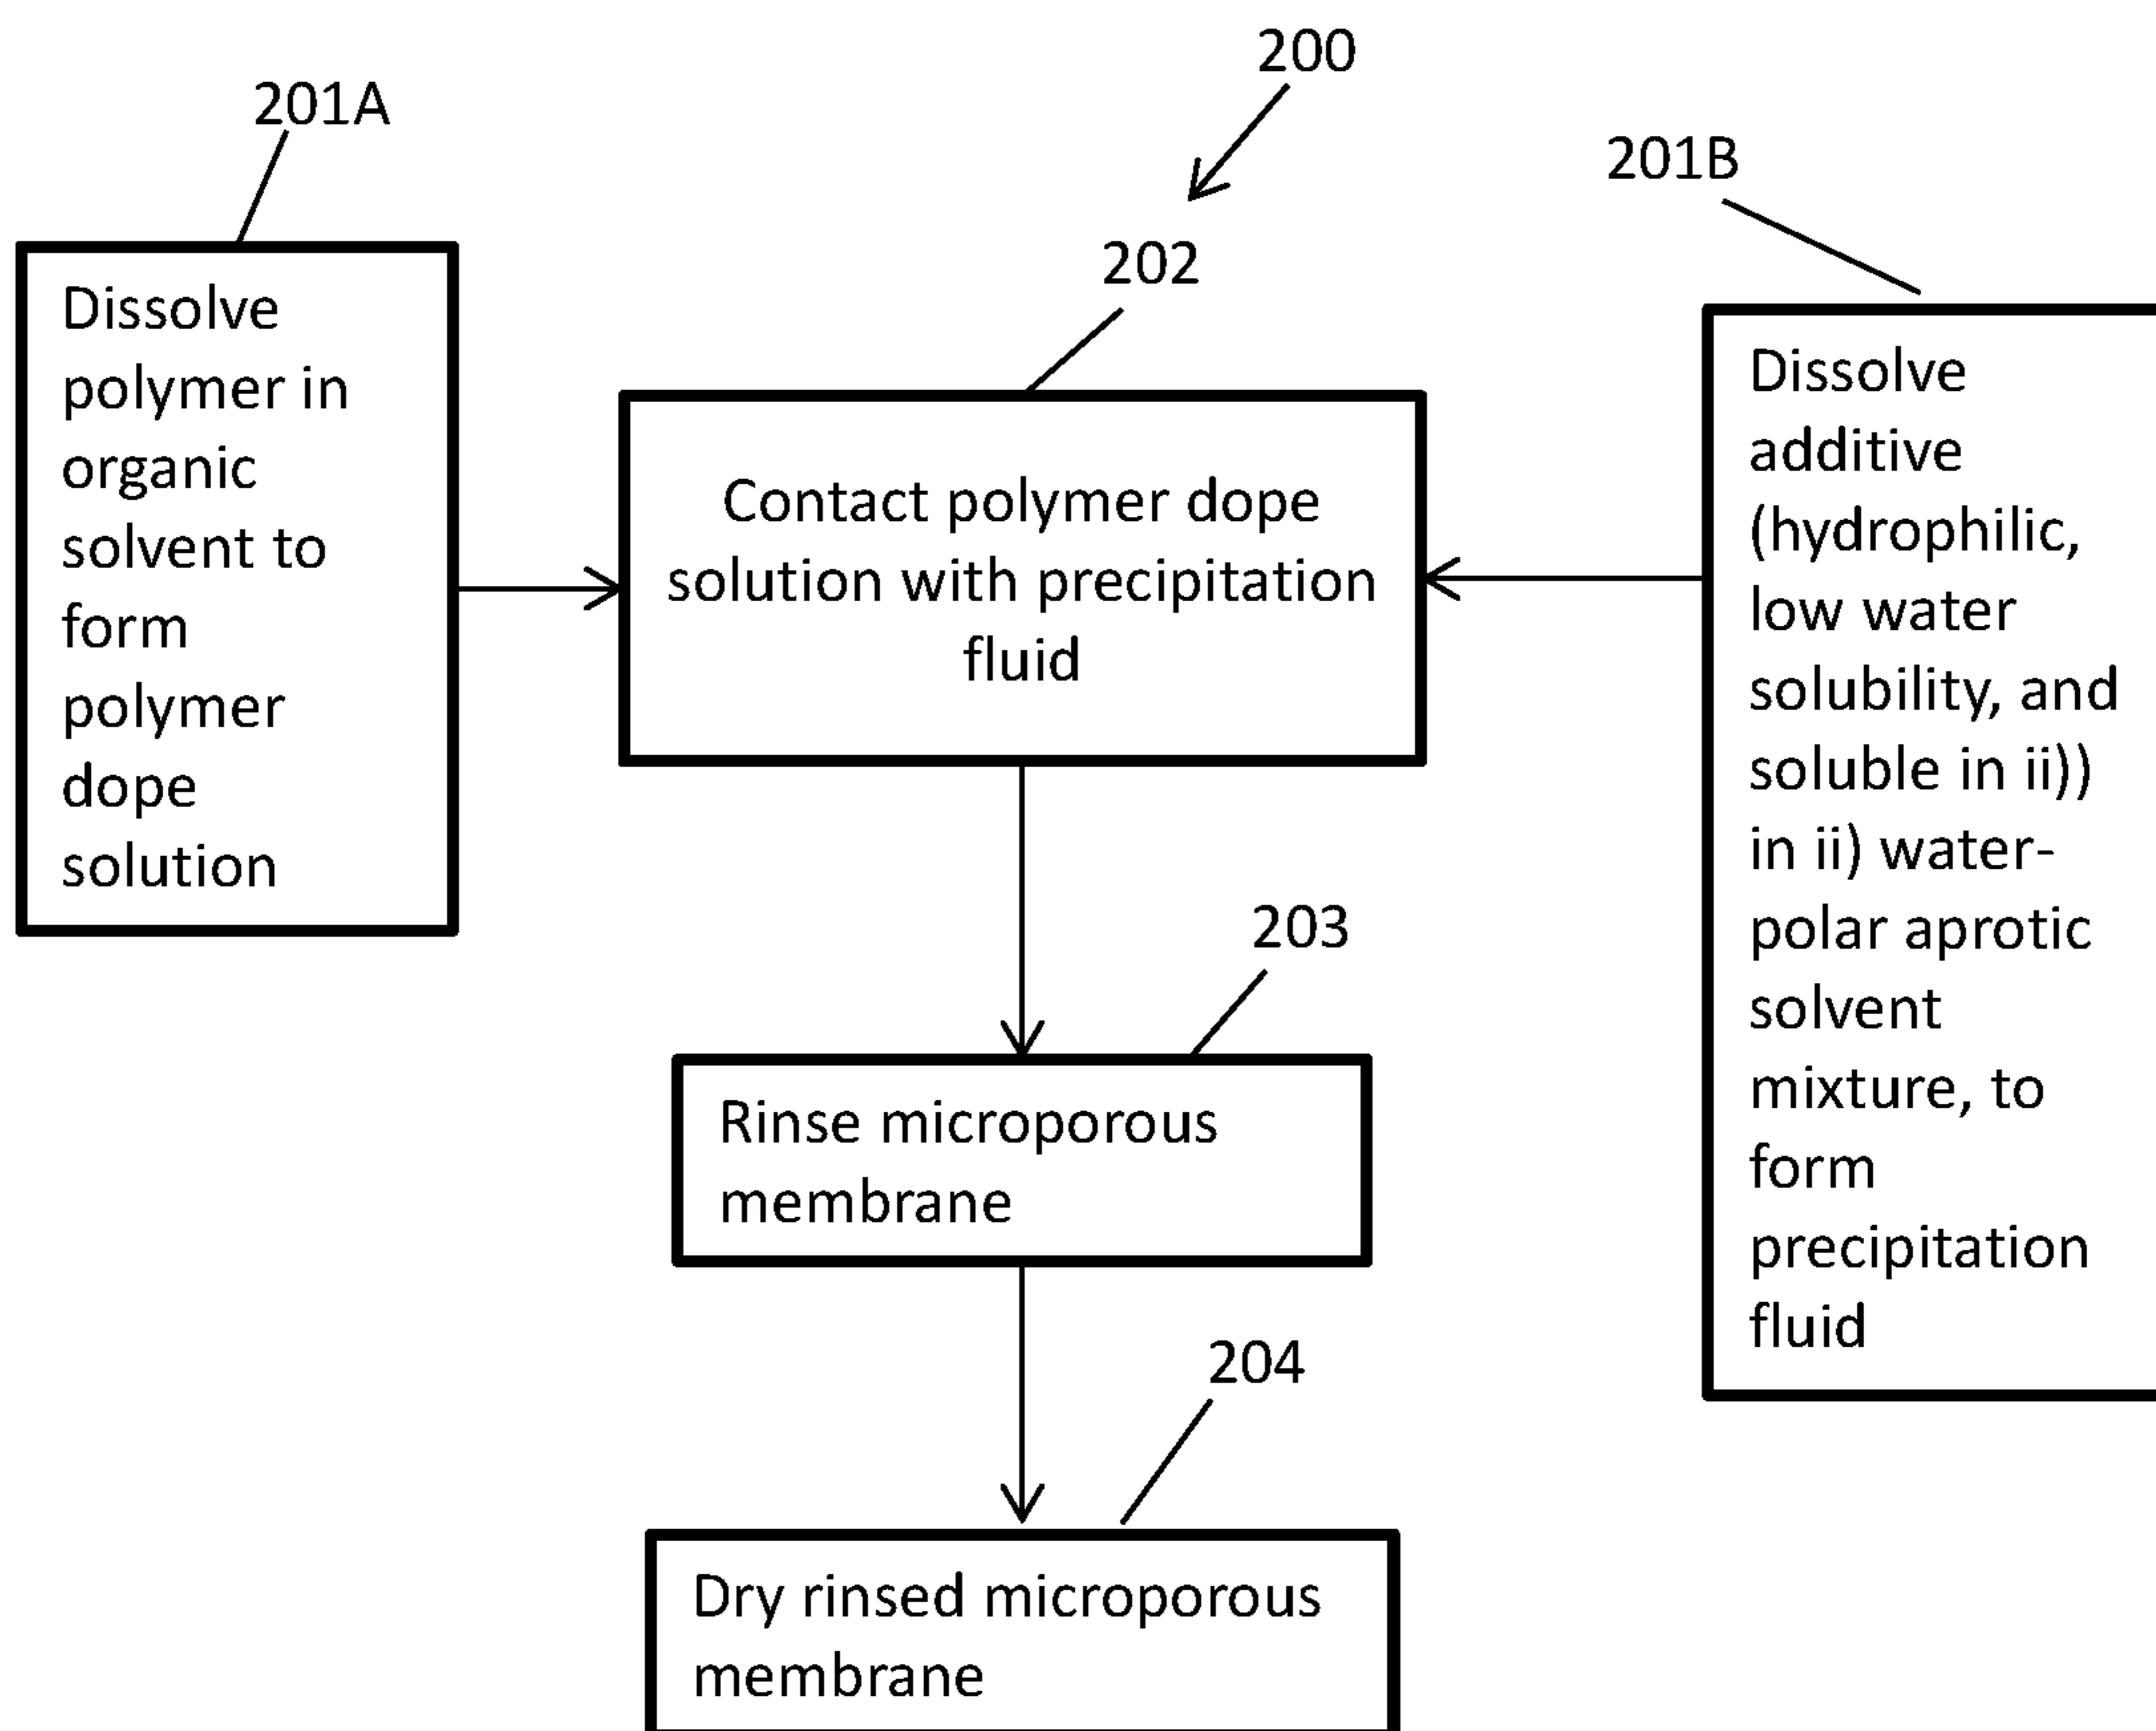 200
201A
Dissolve
polymer in
organic
solvent to
form
polymer
dope
solution
202
Contact polymer dope
solution with precipitation
fluid
201B
Dissolve
additive
(hydrophilic,
low water
solubility, and
soluble in ii))
in ii) water-
polar aprotic
solvent
mixture, to
form
precipitation
fluid
203
Rinse microporous
membrane
204
Dry rinsed microporous
membrane